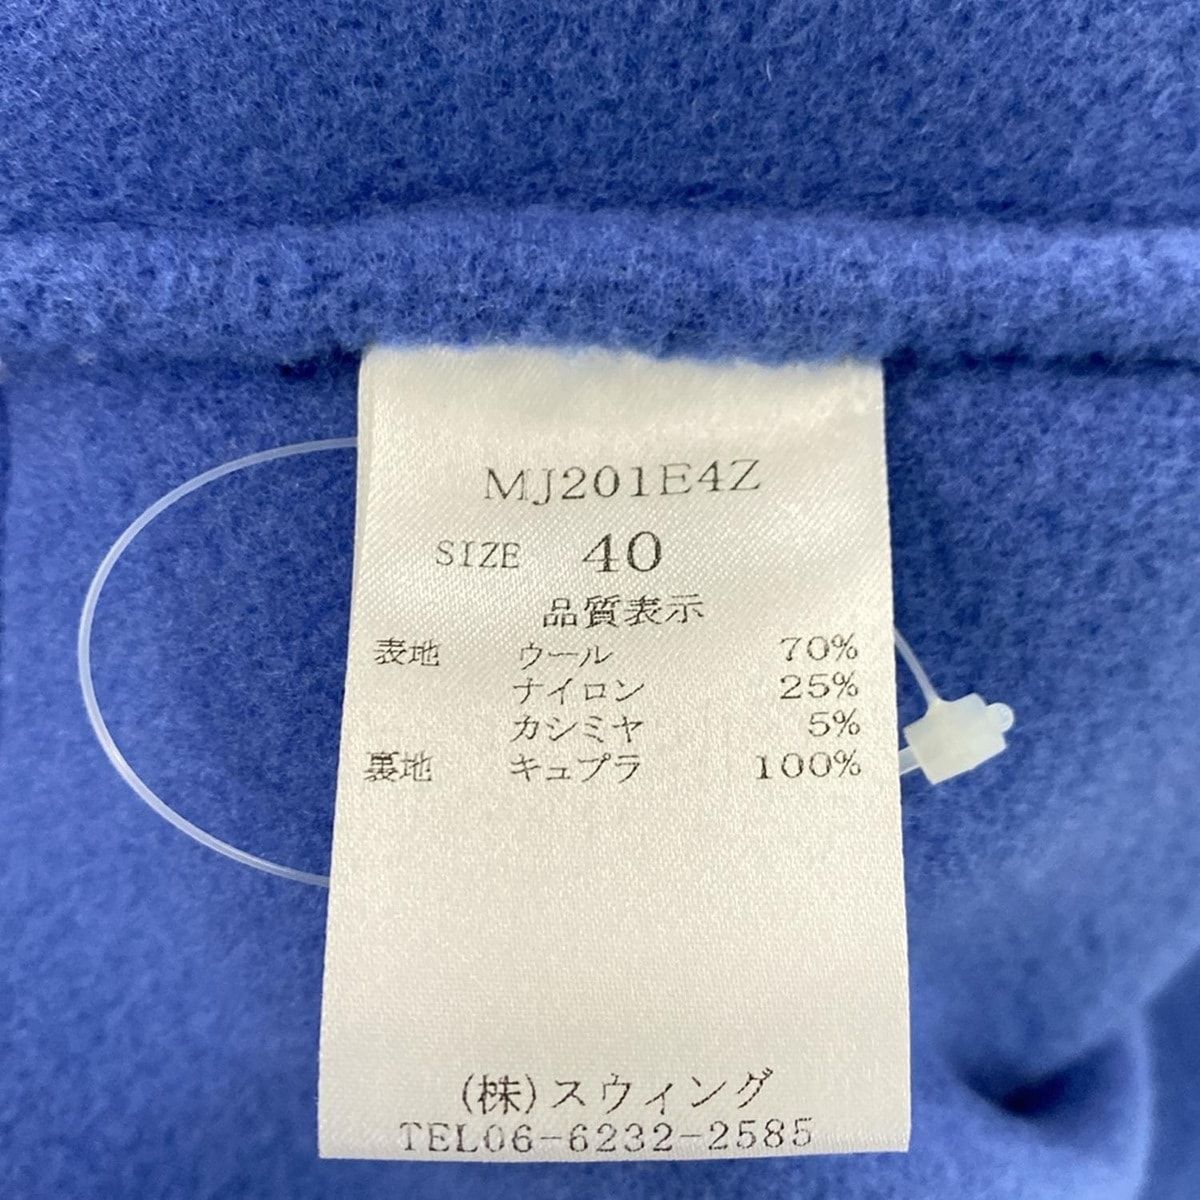 MJ201E4Z
SIZE 40
品質表示
表地 ウール 70%
ナイロン 25%
カシミヤ 5%
裏地 キュプラ 100%
(株)スウィング
TEL06-6232-2585